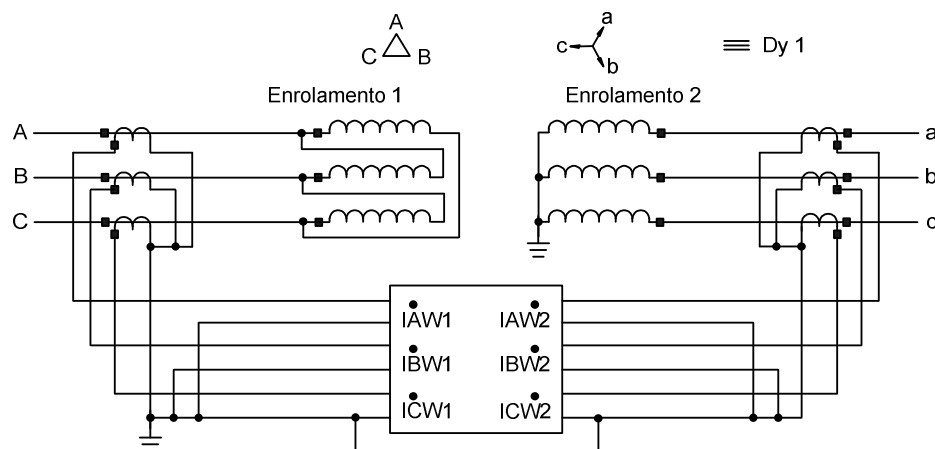 A
C B
a
c
b
Dy 1
Enrolamento 1
Enrolamento 2
A
a
B
b
C
c
IAW1 IAW2
IBW1 IBW2
ICW1 ICW2